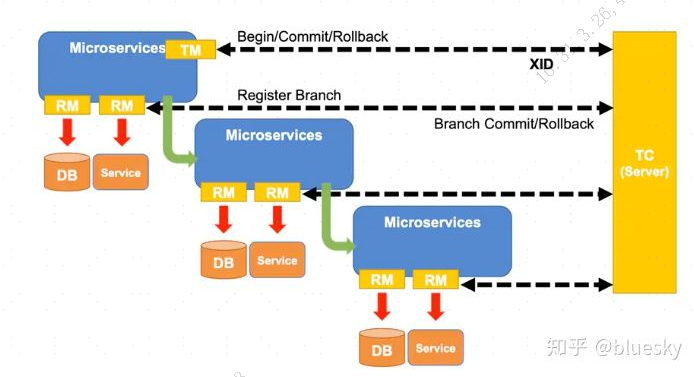 Microservices
TM
Begin/Commit/Rollback
XID
RM
RM
Register Branch
Branch Commit/Rollback
DB
Service
Microservices
TC
(Server)
RM
RM
DB
Service
Microservices
RM
RM
DB
Service
知乎 @bluesky